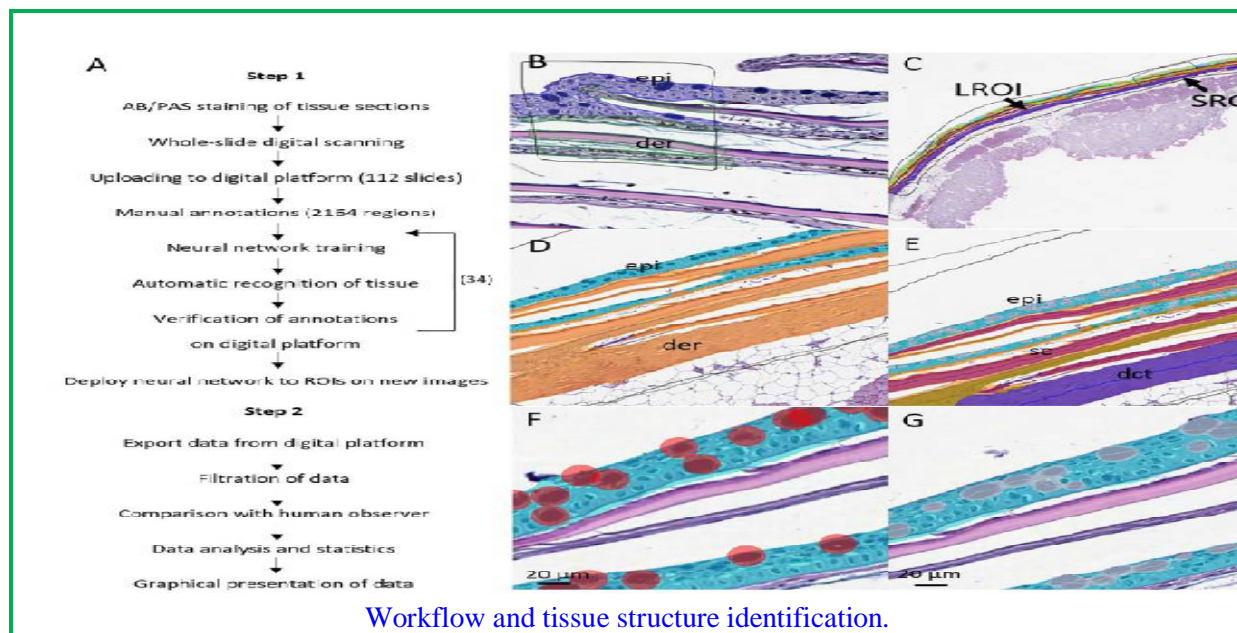 A
Step 1
AB/PAS staining of tissue sections
Whole-slide digital scanning
Uploading to digital platform (112 slides)
Manual annotations (2154 regions)
Neural network training
Automatic recognition of tissue
(34)
Verification of annotations
on digital platform
Deploy neural network to ROIs on new images
Step 2
Export data from digital platform
Filtration of data
Comparison with human observer
Data analysis and statistics
Graphical presentation of data
B
epi
der
C
LROI
SRO
D
epi
der
E
epi
se
dct
F
20 µm
G
20 µm
Workflow and tissue structure identification.